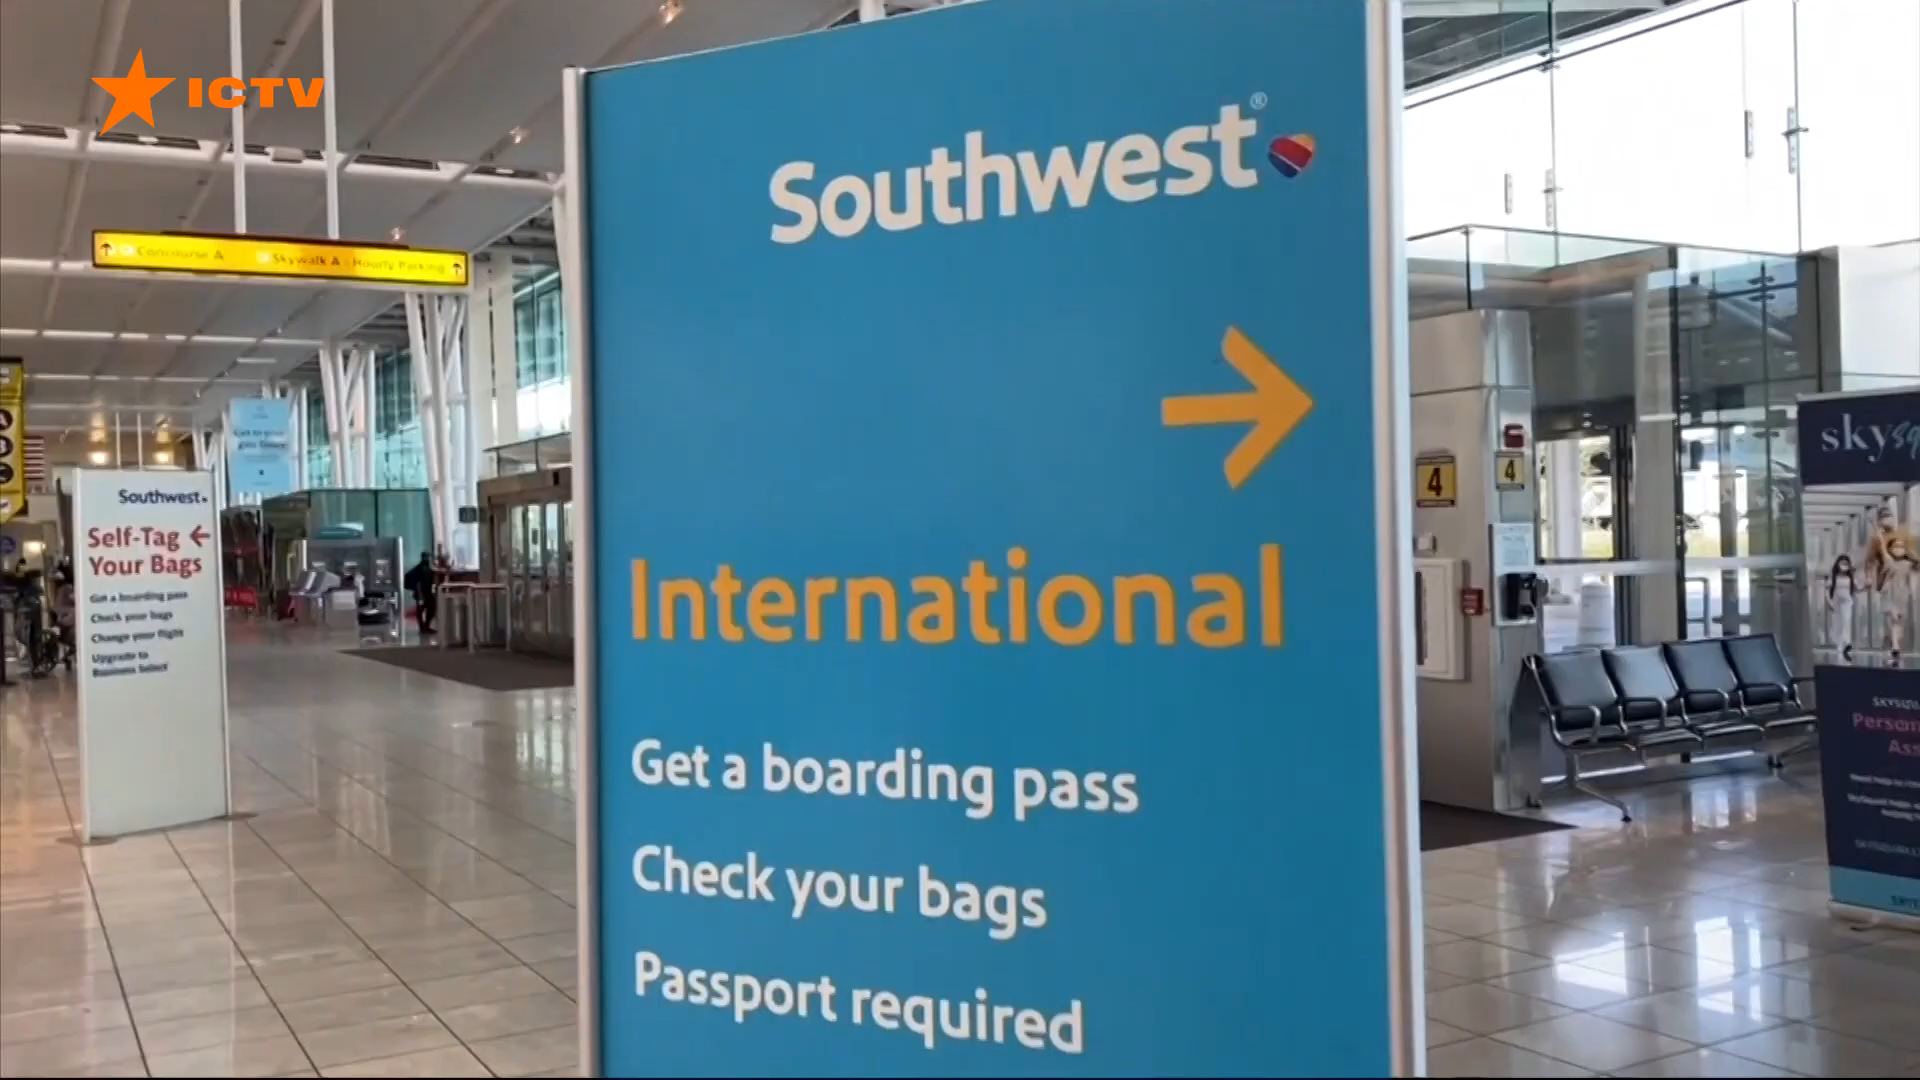 ICTV
Concourse A
Skywalk A - Hourly Parking
Southwest
Self-Tag
Your Bags
Get a boarding pass
Check your bags
Change your flight
Upgrade to
Business Select
Southwest®
International
Get a boarding pass
Check your bags
Passport required
4
4
sky